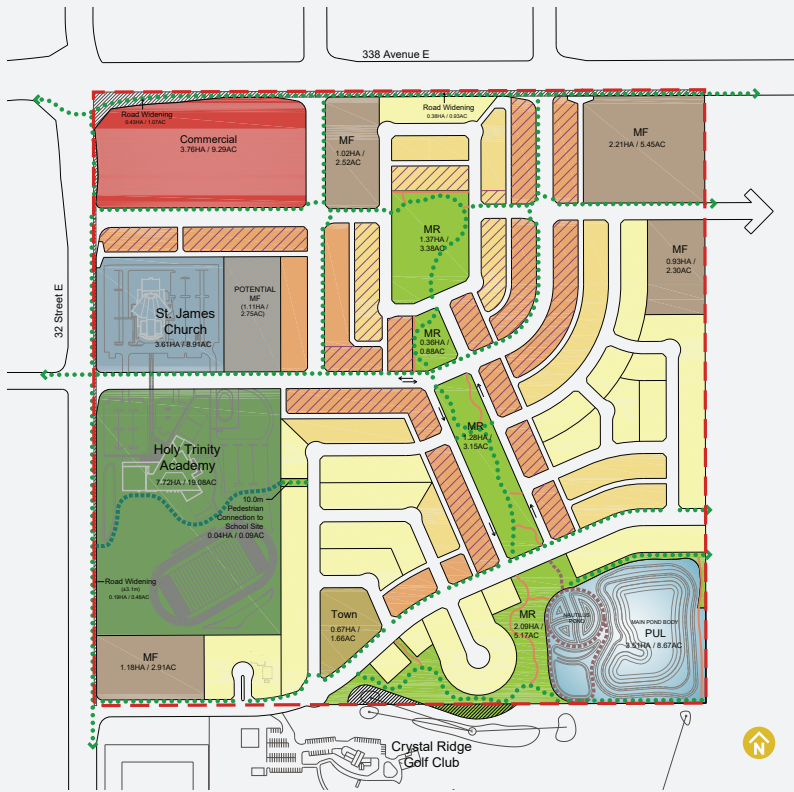 338 Avenue E
Road Widening
0.43HA / 1.07AC
Commercial
3.76HA / 9.29AC
MF
1.02HA /
2.52AC
Road Widening
0.38HA / 0.93AC
MF
2.21HA / 5.45AC
MR
1.37HA /
3.38AC
MF
0.93HA /
2.30AC
32 Street E
St. James
Church
3.61HA / 8.91AC
POTENTIAL
MF
(1.11HA /
2.75AC)
MR
0.36HA /
0.88AC
MR
1.28HA /
3.15AC
Holy Trinity
Academy
7.72HA / 19.08AC
10.0m
Pedestrian
Connection to
School Site
0.04HA / 0.09AC
Road Widening
(±3.1m)
0.19HA / 0.48AC
Town
0.67HA /
1.66AC
MR
2.09HA /
5.17AC
NAUTILUS
POND
MAIN POND BODY
PUL
3.51HA / 8.67AC
MF
1.18HA / 2.91AC
Crystal Ridge
Golf Club
N